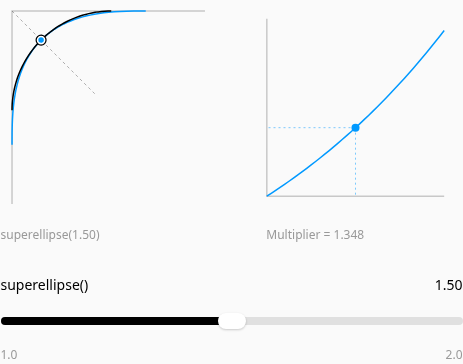 superellipse(1.50)
Multiplier = 1.348
superellipse()
1.50
1.0
2.0